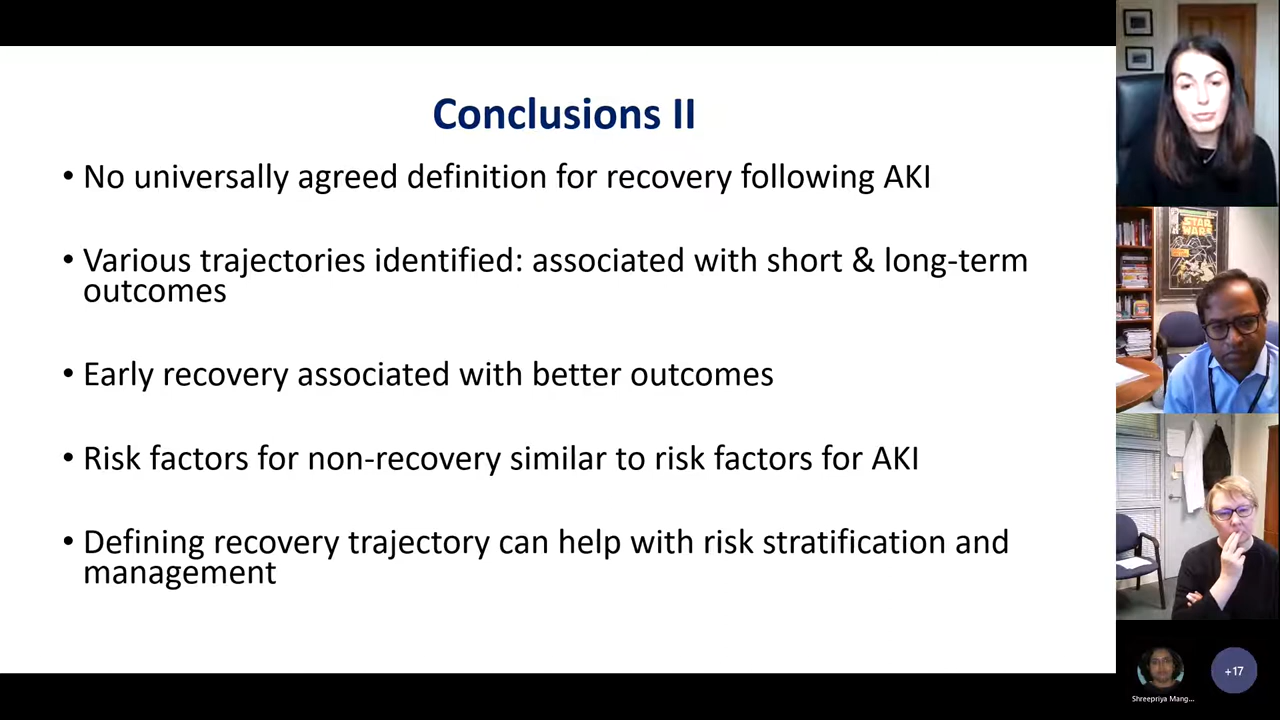 Conclusions II
• No universally agreed definition for recovery following AKI
• Various trajectories identified: associated with short & long-term
outcomes
• Early recovery associated with better outcomes
• Risk factors for non-recovery similar to risk factors for AKI
• Defining recovery trajectory can help with risk stratification and
management
STAR
WARS
Shreepriya Mang...
+17